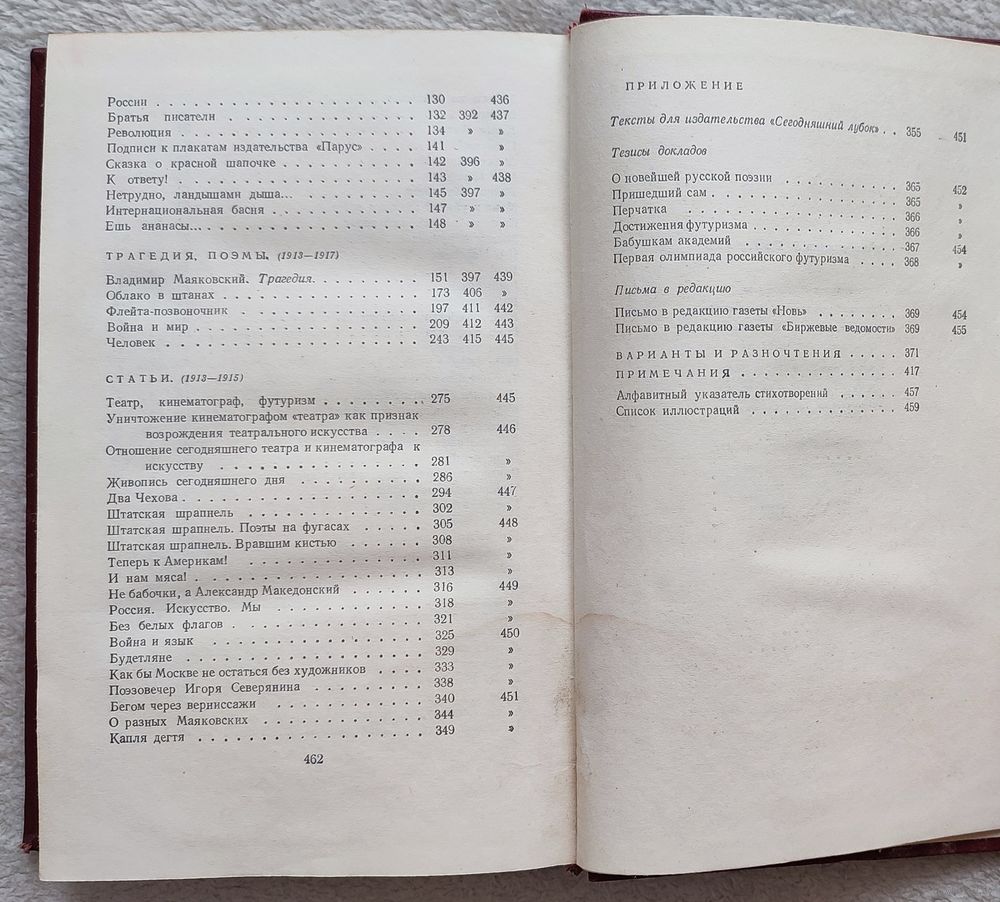 России . . . . . . . . . . . . . . . . . . . . 130 436
Братья писатели . . . . . . . . . . . . . . . 132 392 437
Революция . . . . . . . . . . . . . . . . . . 134 » »
Подписи к плакатам издательства «Парус» . . . . 141 »
Сказка о красной шапочке . . . . . . . . . . . 142 396 »
К ответу! . . . . . . . . . . . . . . . . . . 143 » 438
Нетрудно, ландышами дыша... . . . . . . . . . . 145 397 »
Интернациональная басня . . . . . . . . . . . . 147 » »
Ешь ананасы... . . . . . . . . . . . . . . . . 148 » »
ТРАГЕДИЯ, ПОЭМЫ. (1913—1917)
Владимир Маяковский. Трагедия. . . . . . . . . 151 397 439
Облако в штанах . . . . . . . . . . . . . . . 173 406 »
Флейта-позвоночник . . . . . . . . . . . . . . 197 411 442
Война и мир . . . . . . . . . . . . . . . . . 209 412 443
Человек . . . . . . . . . . . . . . . . . . . 243 415 445
СТАТЬИ. (1913—1915)
Театр, кинематограф, футуризм . . . . . . . . 275 445
Уничтожение кинематографом «театра» как признак
возрождения театрального искусства . . . . 278 446
Отношение сегодняшнего театра и кинематографа к
искусству . . . . . . . . . . . . . . . 281 »
Живопись сегодняшнего дня . . . . . . . . . . 286 »
Два Чехова . . . . . . . . . . . . . . . . . . 294 447
Штатская шрапнель . . . . . . . . . . . . . . 302 »
Штатская шрапнель. Поэты на фугасах . . . . . 305 448
Штатская шрапнель. Вравшим кистью . . . . . . 308 »
Теперь к Америкам! . . . . . . . . . . . . . . 311 »
И нам мяса! . . . . . . . . . . . . . . . . . 313 »
Не бабочки, а Александр Македонский . . . . . . 316 449
Россия. Искусство. Мы . . . . . . . . . . . . 318 »
Без белых флагов . . . . . . . . . . . . . . . 321 »
Война и язык . . . . . . . . . . . . . . . . . 325 450
Будетляне . . . . . . . . . . . . . . . . . . 329 »
Как бы Москве не остаться без художников . . . . 333 »
Поэзовечер Игоря Северянина . . . . . . . . . . 338 »
Бегом через верниссажи . . . . . . . . . . . . 340 451
О разных Маяковских . . . . . . . . . . . . . 344 »
Капля дегтя . . . . . . . . . . . . . . . . . 349 »
462
ПРИЛОЖЕНИЕ
Тексты для издательства «Сегодняшний лубок» . . 355 451
Тезисы докладов
О новейшей русской поэзии . . . . . . . . . . 365 452
Пришедший сам . . . . . . . . . . . . . . . . 365 »
Перчатка . . . . . . . . . . . . . . . . . . . 366 »
Достижения футуризма . . . . . . . . . . . . . 366 »
Бабушкам академий . . . . . . . . . . . . . . 367 454
Первая олимпиада российского футуризма . . . . 368 »
Письма в редакцию
Письмо в редакцию газеты «Новь» . . . . . . . . 369 454
Письмо в редакцию газеты «Биржевые ведомости» 369 455
ВАРИАНТЫ И РАЗНОЧТЕНИЯ . . . . . 371
ПРИМЕЧАНИЯ . . . . . . . . . . . . . . 417
Алфавитный указатель стихотворений . . . . . . 457
Список иллюстраций . . . . . . . . . . . . . . 459